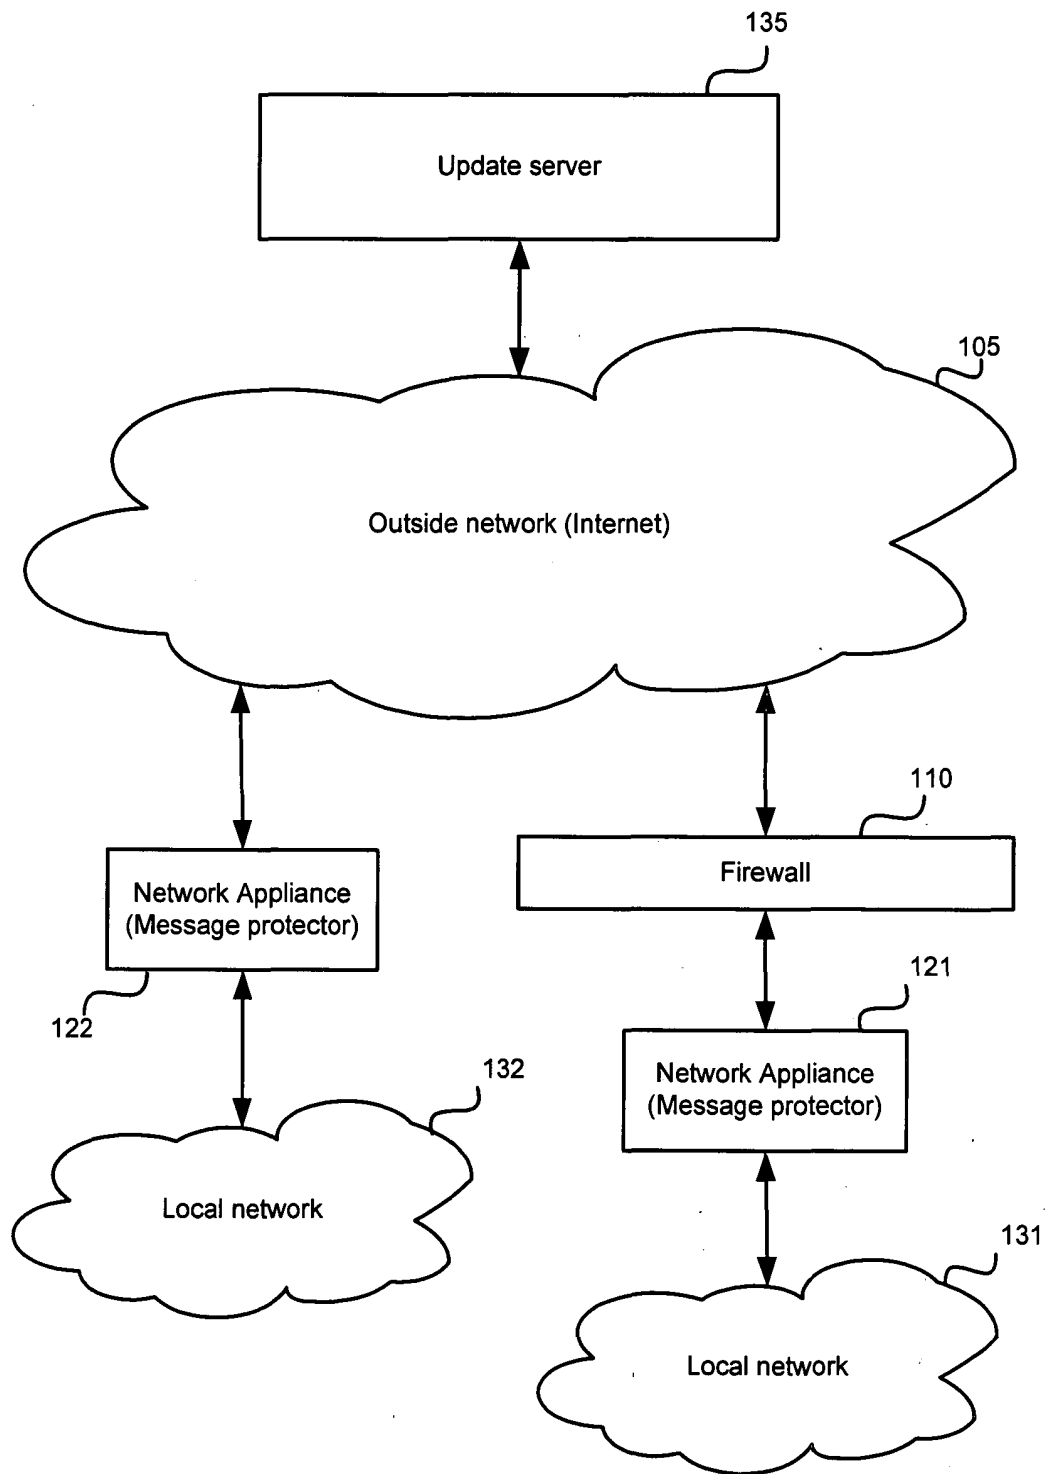 135
Update server
105
Outside network (Internet)
110
Firewall
Network Appliance
(Message protector)
122
121
Network Appliance
(Message protector)
132
Local network
131
Local network